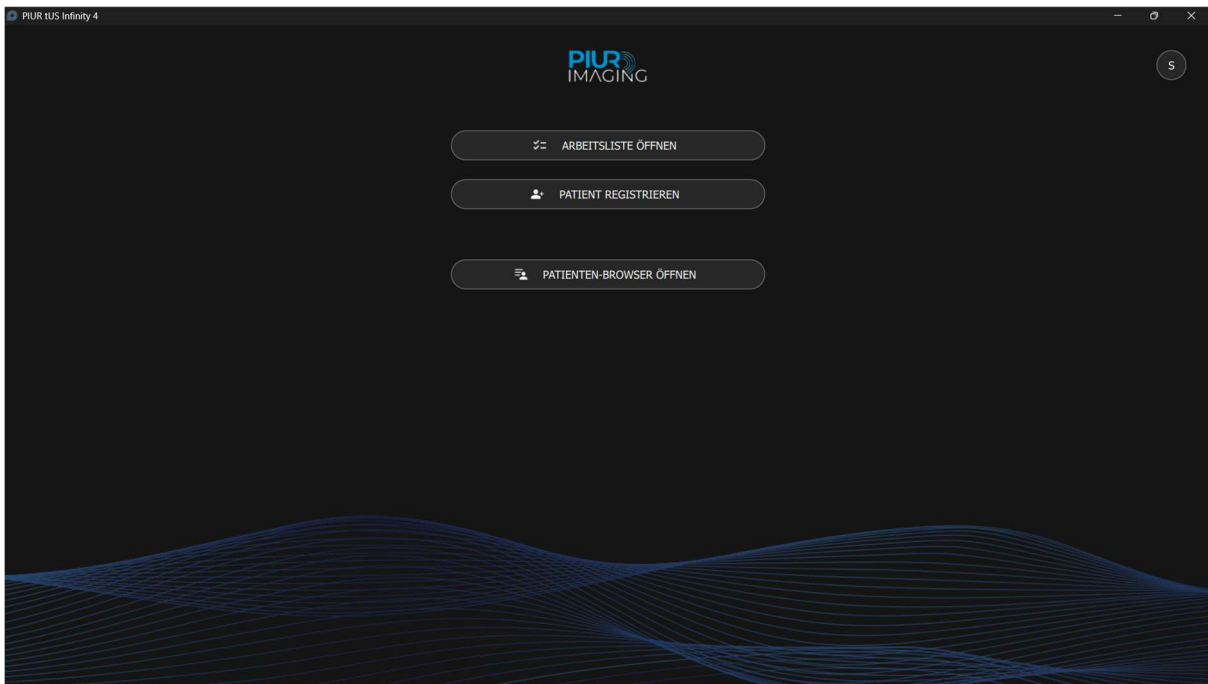 PIUR tUS Infinity 4
PIUR
IMAGING
S
ARBEITSLISTE ÖFFNEN
PATIENT REGISTRIEREN
PATIENTEN-BROWSER ÖFFNEN